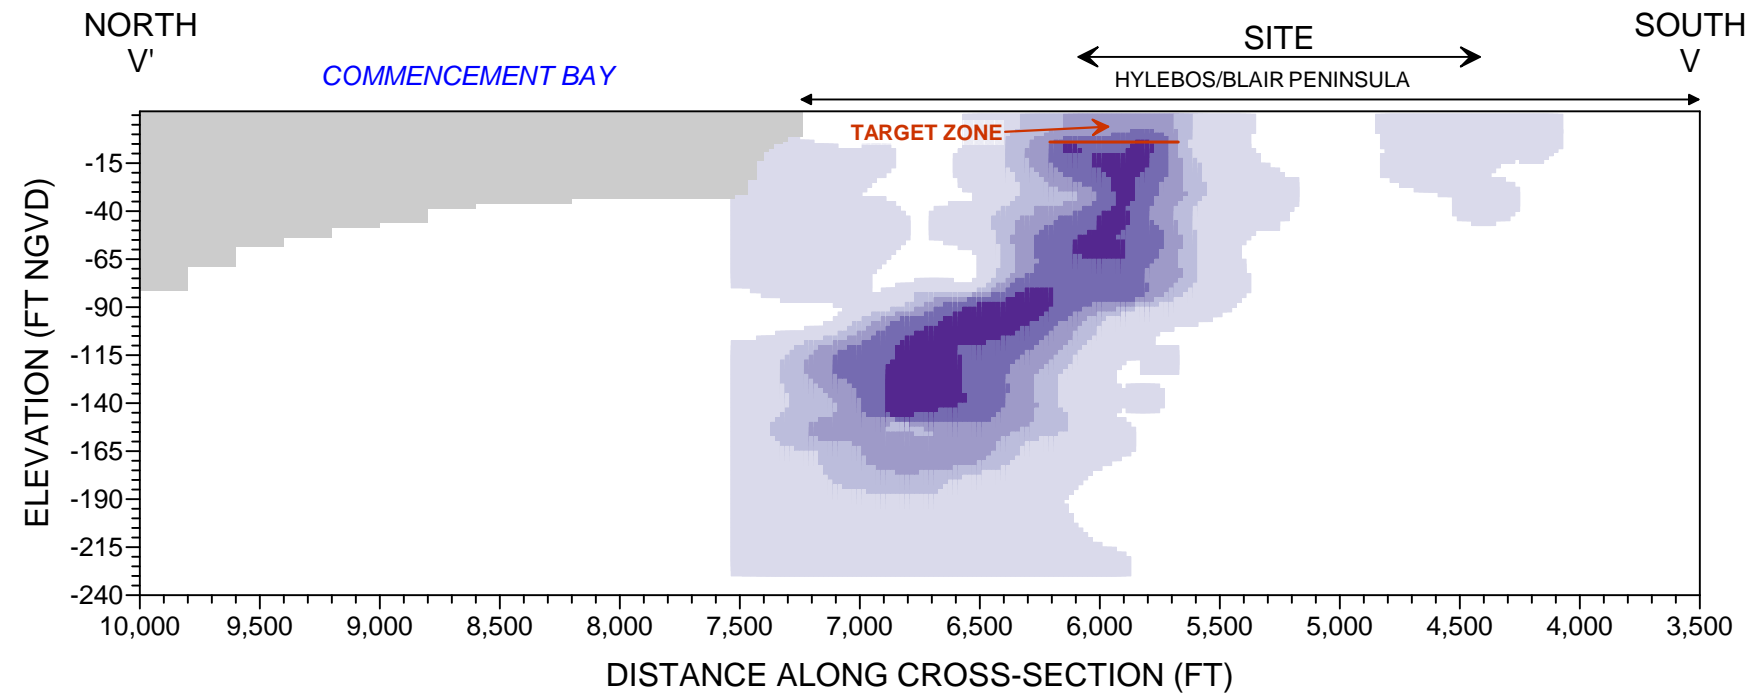 NORTH
V'
COMMENCEMENT BAY
SITE
HYLEBOS/BLAIR PENINSULA
SOUTH
V
TARGET ZONE
ELEVATION (FT NGVD)
-15
-40
-65
-90
-115
-140
-165
-190
-215
-240
10,000 9,500 9,000 8,500 8,000 7,500 7,000 6,500 6,000 5,500 5,000 4,500 4,000 3,500
DISTANCE ALONG CROSS-SECTION (FT)